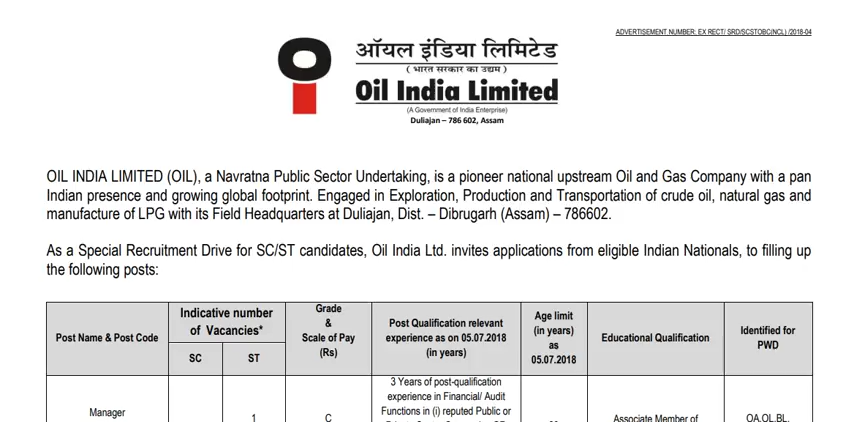 ADVERTISEMENT NUMBER: EX RECT/ SRD/SCSTOBC(NCL) /2018-04
ऑयल इंडिया लिमिटेड
( भारत सरकार का उद्यम )
Oil India Limited
(A Government of India Enterprise)
Duliajan – 786 602, Assam
OIL INDIA LIMITED (OIL), a Navratna Public Sector Undertaking, is a pioneer national upstream Oil and Gas Company with a pan
Indian presence and growing global footprint. Engaged in Exploration, Production and Transportation of crude oil, natural gas and
manufacture of LPG with its Field Headquarters at Duliajan, Dist. – Dibrugarh (Assam) – 786602.
As a Special Recruitment Drive for SC/ST candidates, Oil India Ltd. invites applications from eligible Indian Nationals, to filling up
the following posts:
Post Name & Post Code
Indicative number
of Vacancies*
SC
ST
Grade
&
Scale of Pay
(Rs)
Post Qualification relevant
experience as on 05.07.2018
(in years)
Age limit
(in years)
as
05.07.2018
Educational Qualification
Identified for
PWD
Manager
1
C
3 Years of post-qualification
experience in Financial/ Audit
Functions in (i) reputed Public or
Associate Member of
OA,OL,BL,